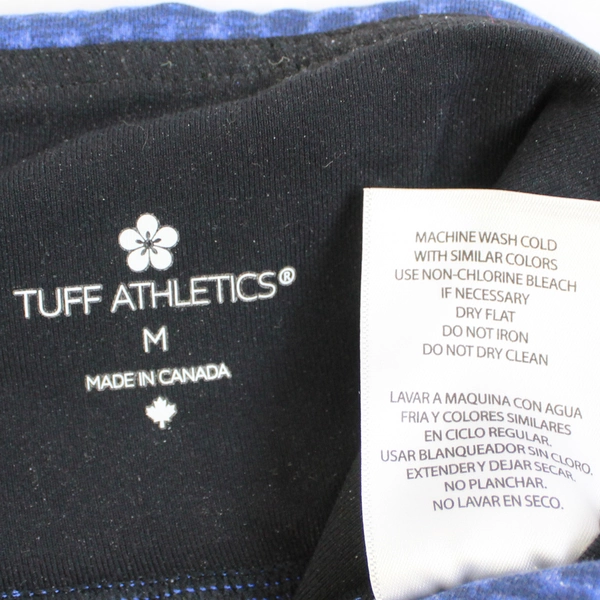 TUFF ATHLETICS®
M
MADE IN CANADA
MACHINE WASH COLD
WITH SIMILAR COLORS
USE NON-CHLORINE BLEACH
IF NECESSARY
DRY FLAT
DO NOT IRON
DO NOT DRY CLEAN
LAVAR A MAQUINA CON AGUA
FRIA Y COLORES SIMILARES
EN CICLO REGULAR.
USAR BLANQUEADOR SIN CLORO.
EXTENDER Y DEJAR SECAR.
NO PLANCHAR.
NO LAVAR EN SECO.